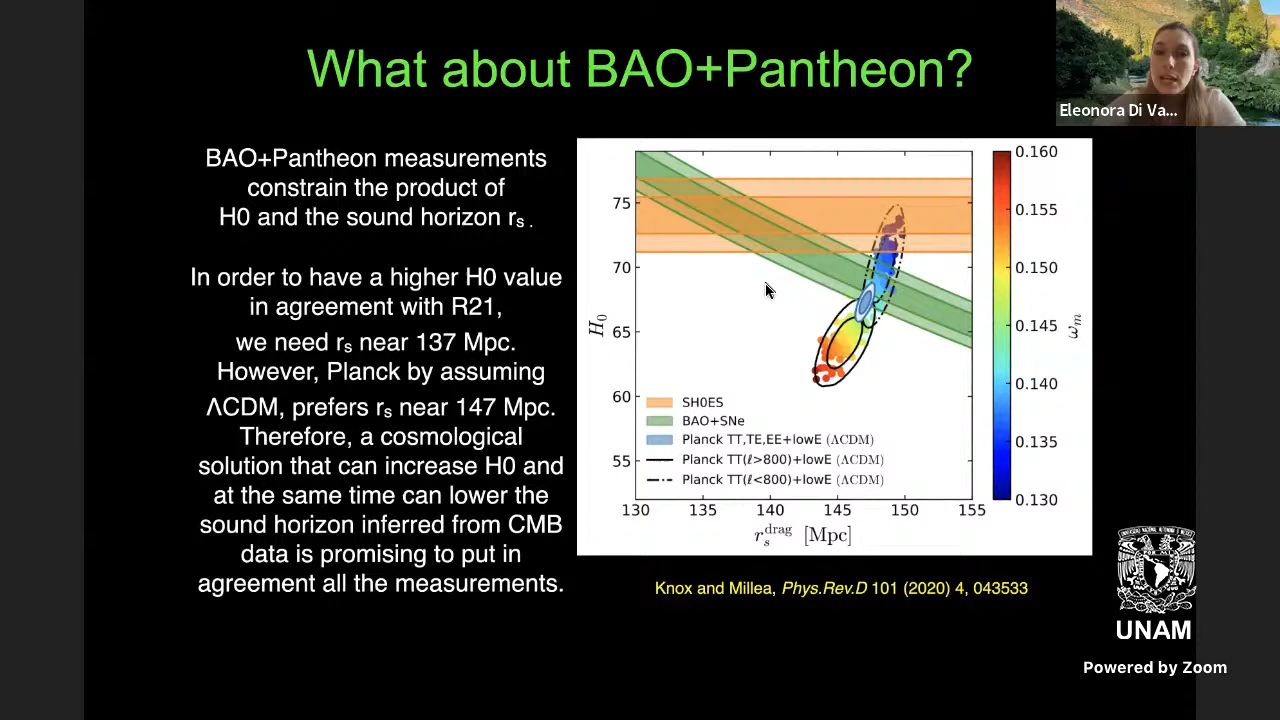 What about BAO+Pantheon?
Eleonora Di Va...
BAO+Pantheon measurements
constrain the product of
H0 and the sound horizon rs .
In order to have a higher H0 value
in agreement with R21,
we need rs near 137 Mpc.
However, Planck by assuming
ΛCDM, prefers rs near 147 Mpc.
Therefore, a cosmological
solution that can increase H0 and
at the same time can lower the
sound horizon inferred from CMB
data is promising to put in
agreement all the measurements.
75
70
65
60
55
H0
SH0ES
BAO+SNe
Planck TT,TE,EE+lowE (ΛCDM)
Planck TT(ℓ>800)+lowE (ΛCDM)
Planck TT(ℓ<800)+lowE (ΛCDM)
130 135 140 145 150 155
rs drag [Mpc]
0.160
0.155
0.150
0.145
0.140
0.135
0.130
ωm
Knox and Millea, Phys.Rev.D 101 (2020) 4, 043533
UNAM
Powered by Zoom